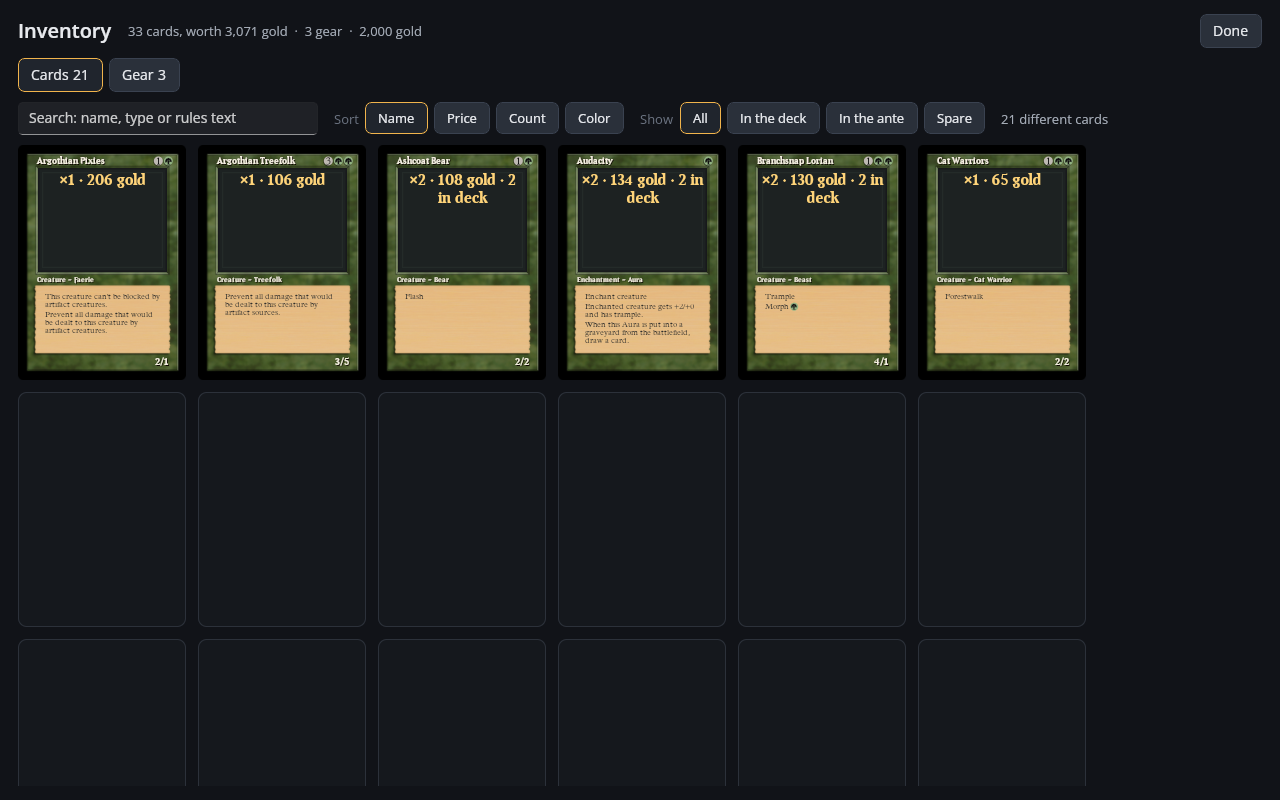 Inventory 33 cards, worth 3,071 gold · 3 gear · 2,000 gold Done
Cards 21 Gear 3
Search: name, type or rules text Sort Name Price Count Color Show All In the deck In the ante Spare 21 different cards
Argothian Pixies 1
×1 · 206 gold
Creature – Faerie
This creature can't be blocked by
artifact creatures.
Prevent all damage that would
be dealt to this creature by
artifact creatures.
2/1
Argothian Treefolk 3
×1 · 106 gold
Creature – Treefolk
Prevent all damage that would
be dealt to this creature by
artifact sources.
3/5
Ashcoat Bear 1
×2 · 108 gold · 2
in deck
Creature – Bear
Flash
2/2
Audacity
×2 · 134 gold · 2 in
deck
Enchantment – Aura
Enchant creature
Enchanted creature gets +2/+0
and has trample.
When this Aura is put into a
graveyard from the battlefield,
draw a card.
Branchsnap Lorian 1
×2 · 130 gold · 2 in
deck
Creature – Beast
Trample
Morph
4/1
Cat Warriors 1
×1 · 65 gold
Creature – Cat Warrior
Forestwalk
2/2